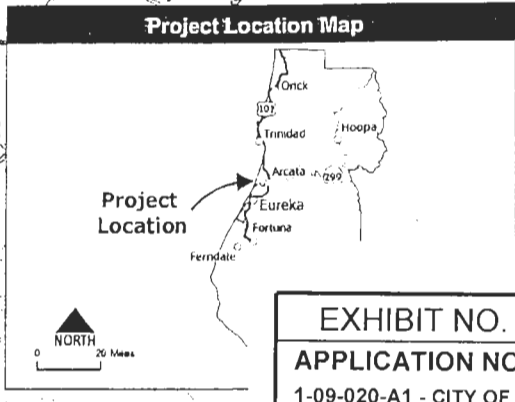 Project Location Map
Orick
101
Trinidad
Hoopa
Arcata
299
Project
Location
Eureka
Fortuna
Ferndale
NORTH
0 20 Miles
EXHIBIT NO.
APPLICATION NO
1-09-020-A1 - CITY OF